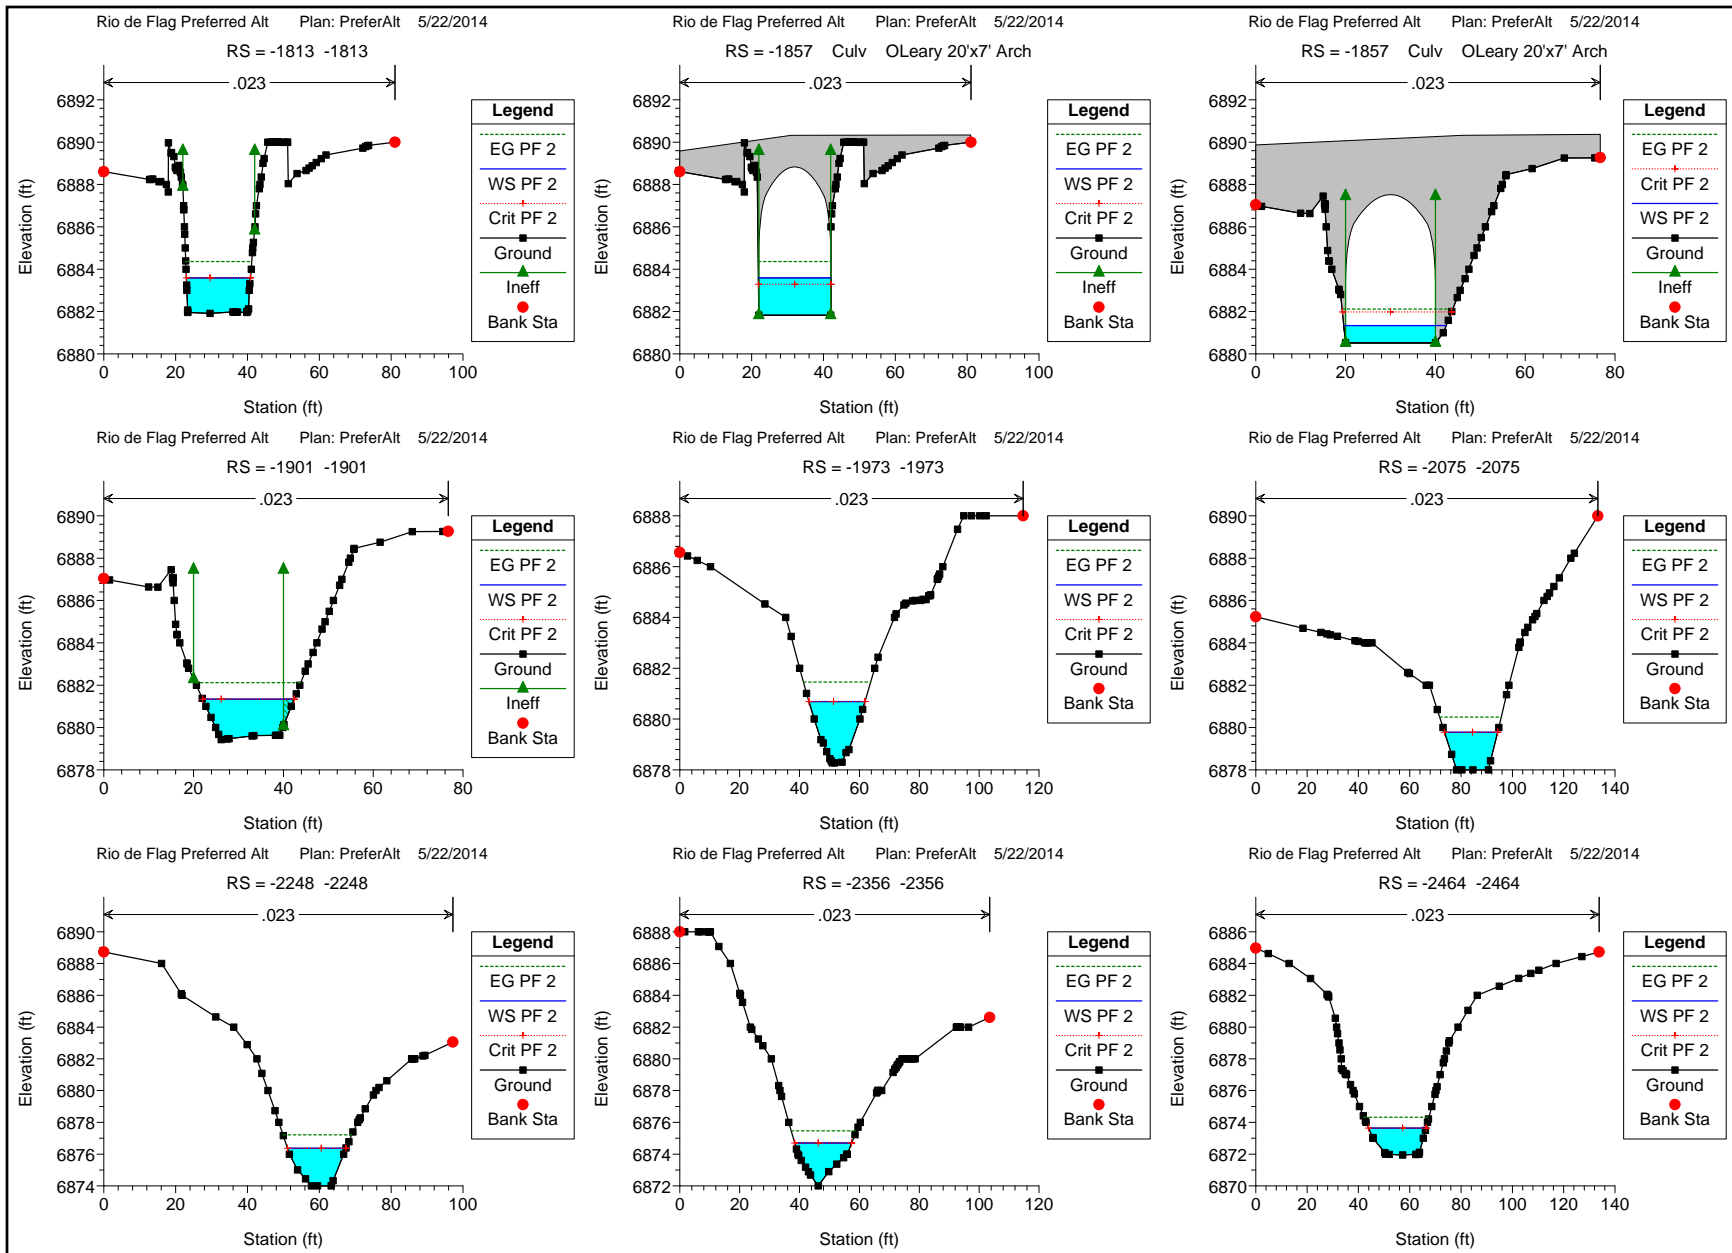 Rio de Flag Preferred Alt Plan: PreferAlt 5/22/2014
RS = -1813 -1813
.023
Elevation (ft)
6892
6890
6888
6886
6884
6882
6880
0 20 40 60 80 100
Station (ft)
Legend
EG PF 2
WS PF 2
Crit PF 2
Ground
Ineff
Bank Sta
Rio de Flag Preferred Alt Plan: PreferAlt 5/22/2014
RS = -1857 Culv OLeary 20'x7' Arch
.023
Elevation (ft)
6892
6890
6888
6886
6884
6882
6880
0 20 40 60 80 100
Station (ft)
Legend
EG PF 2
WS PF 2
Crit PF 2
Ground
Ineff
Bank Sta
Rio de Flag Preferred Alt Plan: PreferAlt 5/22/2014
RS = -1857 Culv OLeary 20'x7' Arch
.023
Elevation (ft)
6892
6890
6888
6886
6884
6882
6880
0 20 40 60 80
Station (ft)
Legend
EG PF 2
Crit PF 2
WS PF 2
Ground
Ineff
Bank Sta
Rio de Flag Preferred Alt Plan: PreferAlt 5/22/2014
RS = -1901 -1901
.023
Elevation (ft)
6890
6888
6886
6884
6882
6880
6878
0 20 40 60 80
Station (ft)
Legend
EG PF 2
WS PF 2
Crit PF 2
Ground
Ineff
Bank Sta
Rio de Flag Preferred Alt Plan: PreferAlt 5/22/2014
RS = -1973 -1973
.023
Elevation (ft)
6888
6886
6884
6882
6880
6878
0 20 40 60 80 100 120
Station (ft)
Legend
EG PF 2
WS PF 2
Crit PF 2
Ground
Bank Sta
Rio de Flag Preferred Alt Plan: PreferAlt 5/22/2014
RS = -2075 -2075
.023
Elevation (ft)
6890
6888
6886
6884
6882
6880
6878
0 20 40 60 80 100 120 140
Station (ft)
Legend
EG PF 2
WS PF 2
Crit PF 2
Ground
Bank Sta
Rio de Flag Preferred Alt Plan: PreferAlt 5/22/2014
RS = -2248 -2248
.023
Elevation (ft)
6890
6888
6886
6884
6882
6880
6878
6876
6874
0 20 40 60 80 100
Station (ft)
Legend
EG PF 2
WS PF 2
Crit PF 2
Ground
Bank Sta
Rio de Flag Preferred Alt Plan: PreferAlt 5/22/2014
RS = -2356 -2356
.023
Elevation (ft)
6888
6886
6884
6882
6880
6878
6876
6874
6872
0 20 40 60 80 100 120
Station (ft)
Legend
EG PF 2
WS PF 2
Crit PF 2
Ground
Bank Sta
Rio de Flag Preferred Alt Plan: PreferAlt 5/22/2014
RS = -2464 -2464
.023
Elevation (ft)
6886
6884
6882
6880
6878
6876
6874
6872
6870
0 20 40 60 80 100 120 140
Station (ft)
Legend
EG PF 2
WS PF 2
Crit PF 2
Ground
Bank Sta